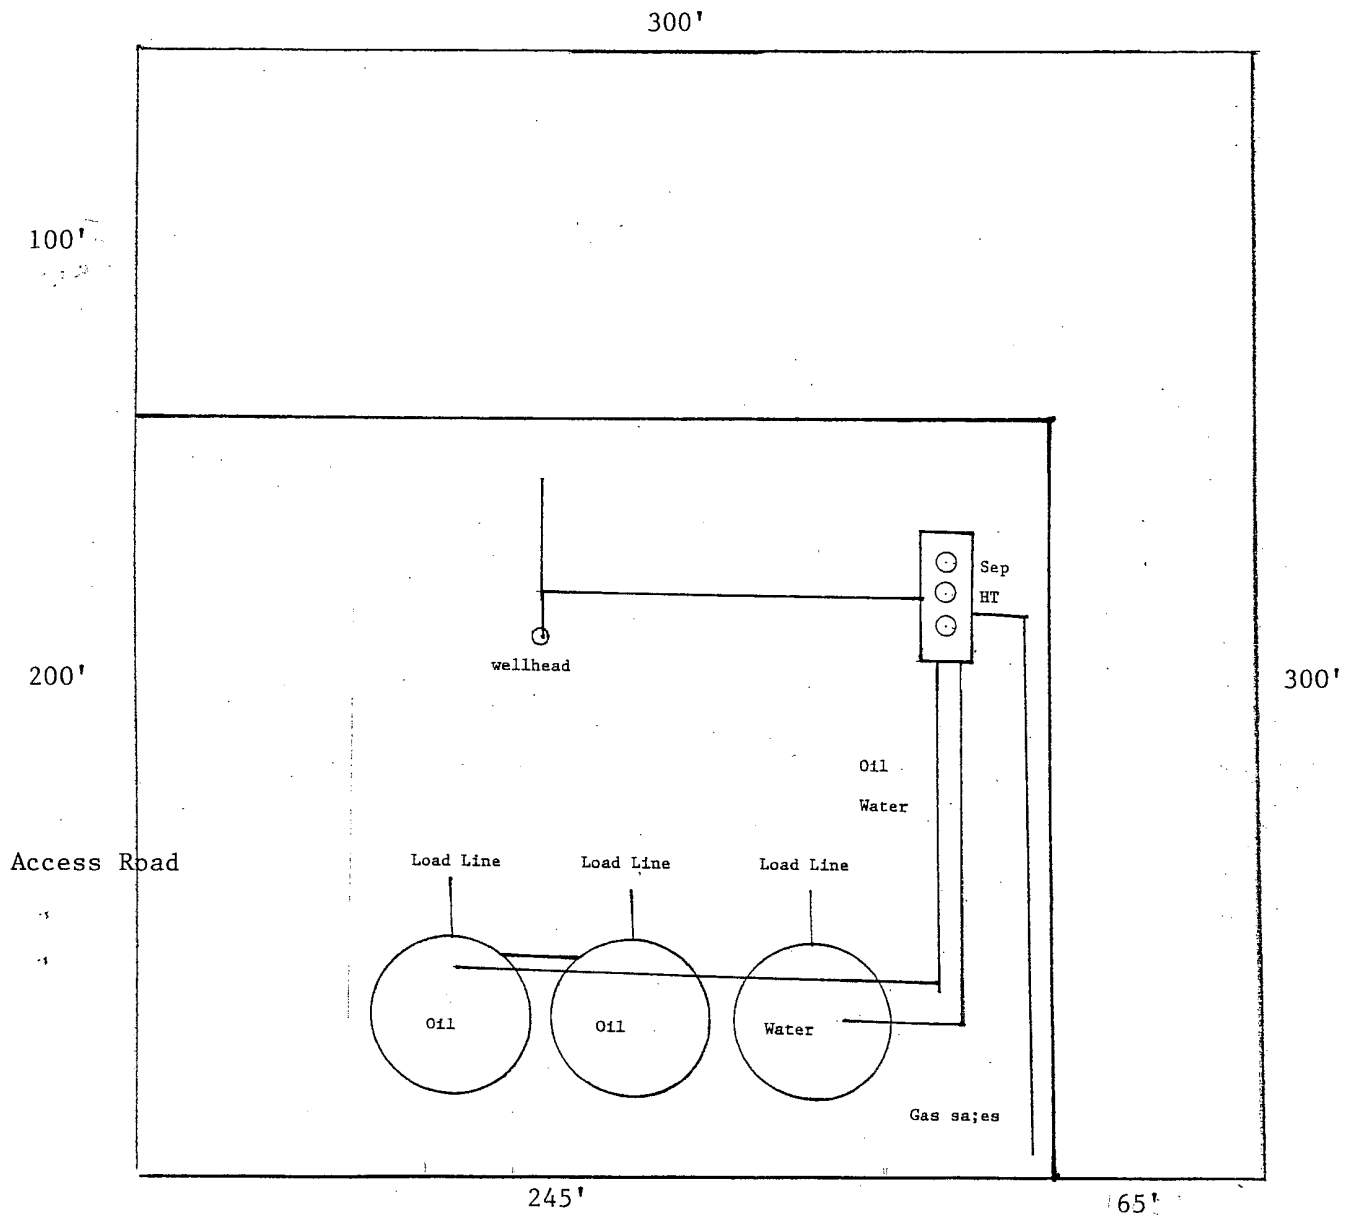 300'
100'
Sep
HT
wellhead
200'
300'
Oil
Water
Access Road
Load Line
Load Line
Load Line
Oil
Oil
Water
Gas sa;es
245'
65'